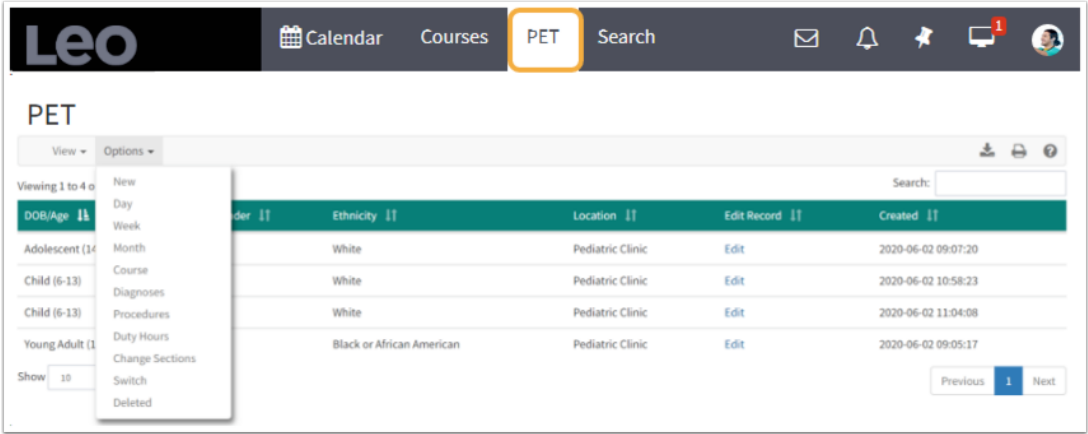 Leo Calendar Courses PET Search 1
PET
View Options
Viewing 1 to 4 o Search:
New
Day
Week
Month
Course
Diagnoses
Procedures
Duty Hours
Change Sections
Switch
Deleted
DOB/Age der Ethnicity Location Edit Record Created
Adolescent (14 White Pediatric Clinic Edit 2020-06-02 09:07:20
Child (6-13) White Pediatric Clinic Edit 2020-06-02 10:58:23
Child (6-13) White Pediatric Clinic Edit 2020-06-02 11:04:08
Young Adult (1 Black or African American Pediatric Clinic Edit 2020-06-02 09:05:17
Show 10 Previous 1 Next